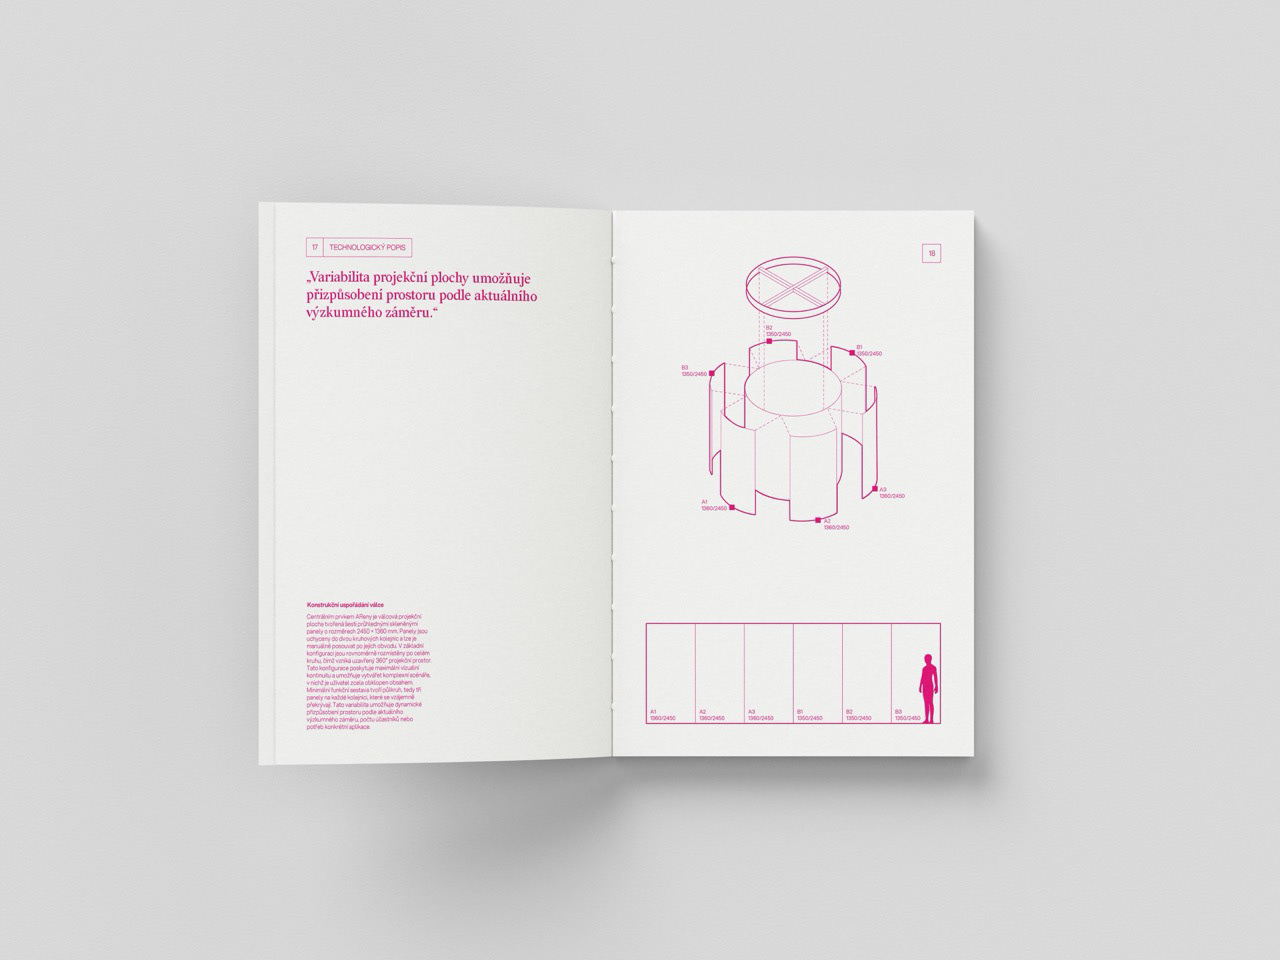 17 TECHNOLOGICKÝ POPIS
„Variabilita projekční plochy umožňuje
přizpůsobení prostoru podle aktuálního
výzkumného záměru.“
Konstrukční uspořádání válce
Centrálním prvkem AReny je válcová projekční
plocha tvořená šesti průhlednými skleněnými
panely o rozměrech 2450 × 1360 mm. Panely jsou
uchyceny do dvou kruhových kolejnic a lze je
manuálně posouvat po jejich obvodu. V základní
konfiguraci jsou rovnoměrně rozmístěny po celém
kruhu, čímž vzniká uzavřený 360° projekční prostor.
Tato konfigurace poskytuje maximální vizuální
kontinuitu a umožňuje vytvářet komplexní scénáře,
v nichž je uživatel zcela obklopen obsahem.
Minimální funkční sestava tvoří půlkruh, tedy tři
panely na každé kolejnici, které se vzájemně
překrývají. Tato variabilita umožňuje dynamické
přizpůsobení prostoru podle aktuálního
výzkumného záměru, počtu účastníků nebo
potřeb konkrétní aplikace.
18
B2
1350/2450
B1
1350/2450
B3
1350/2450
A3
1360/2450
A1
1360/2450
A2
1360/2450
A1
1360/2450
A2
1360/2450
A3
1360/2450
B1
1350/2450
B2
1350/2450
B3
1350/2450